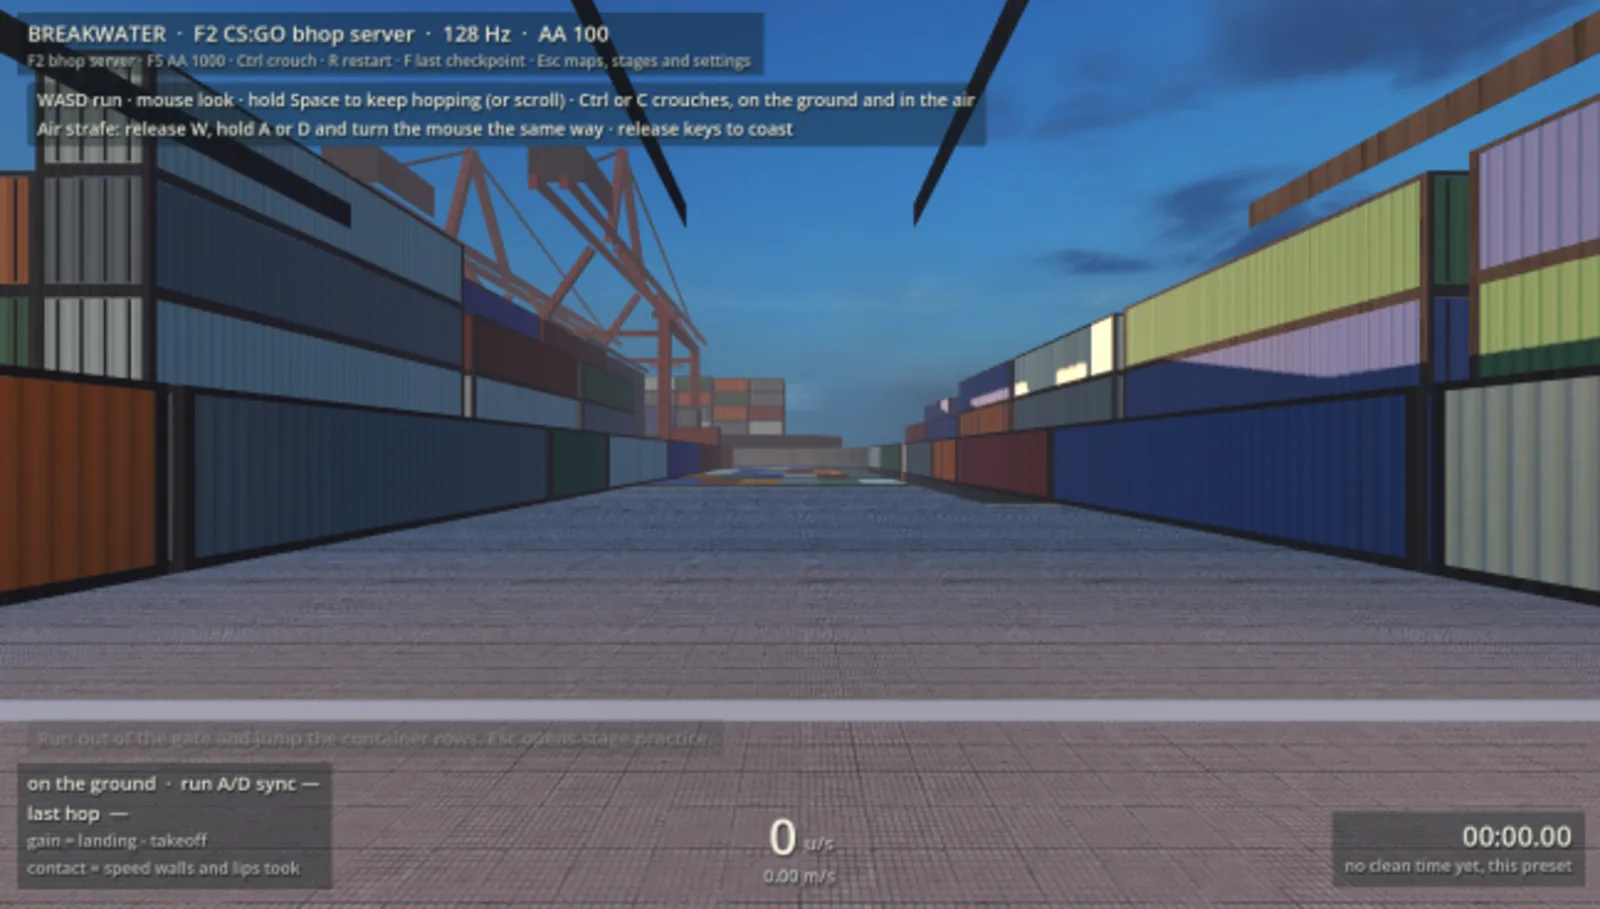 BREAKWATER · F2 CS:GO bhop server · 128 Hz · AA 100
F2 bhop server · F5 AA 1000 · Ctrl crouch · R restart · F last checkpoint · Esc maps, stages and settings
WASD run · mouse look · hold Space to keep hopping (or scroll) · Ctrl or C crouches, on the ground and in the air
Air strafe: release W, hold A or D and turn the mouse the same way · release keys to coast
Run out of the gate and jump the container rows. Esc opens stage practice.
on the ground · run A/D sync —
last hop —
gain = landing - takeoff
contact = speed walls and lips took
0 u/s
0.00 m/s
00:00.00
no clean time yet, this preset